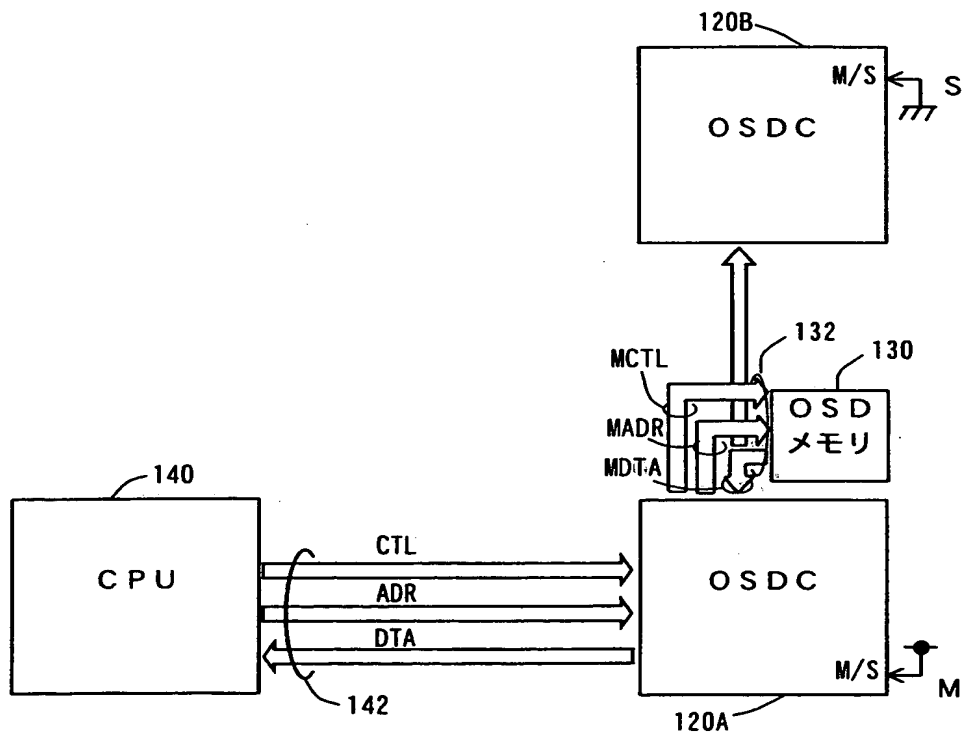 120B
M/S
S
OSDC
132
130
MCTL
OSD
メモリ
MADR
MDTA
140
CPU
CTL
ADR
DTA
142
OSDC
M/S
M
120A